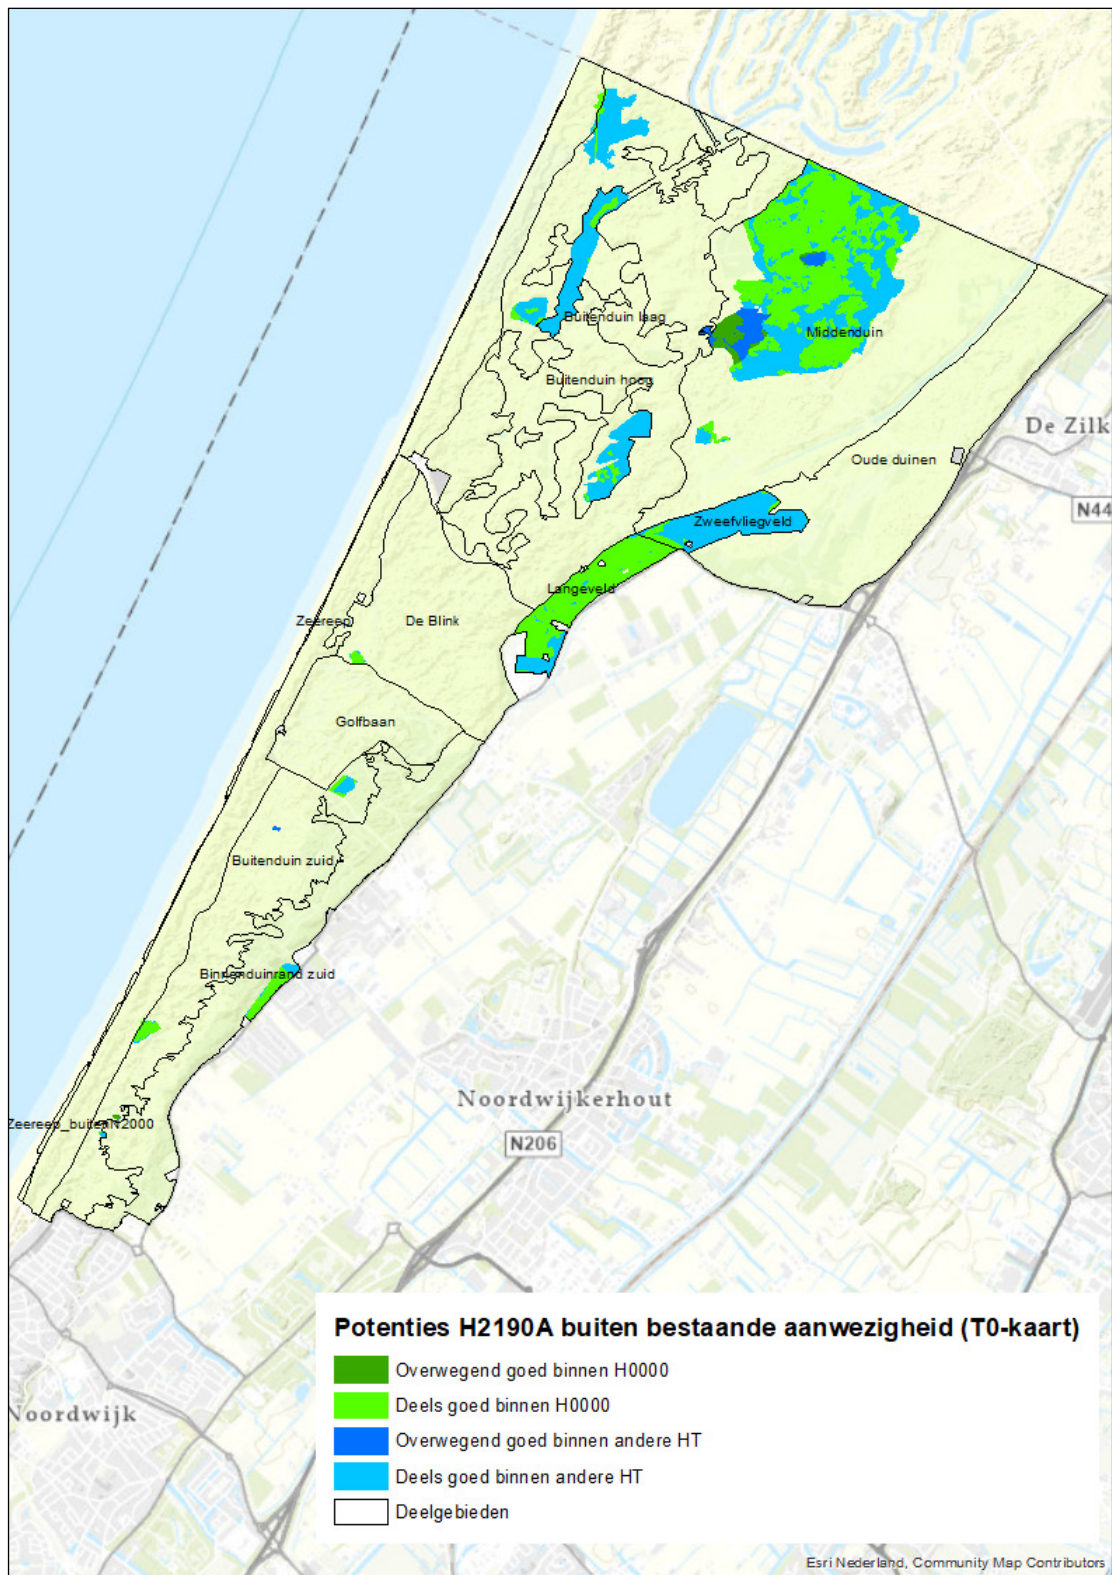 Buitenduin laag
Middenduin
Buitenduin hoog
De Zilk
Oude duinen
N44
Zweefvliegveld
Langeveld
Zeereep
De Blink
Golfbaan
Buitenduin zuid
Binnenduinrand zuid
Noordwijkerhout
Zeereep_buitenN2000
N206
Noordwijk
Potenties H2190A buiten bestaande aanwezigheid (T0-kaart)
Overwegend goed binnen H0000
Deels goed binnen H0000
Overwegend goed binnen andere HT
Deels goed binnen andere HT
Deelgebieden
Esri Nederland, Community Map Contributors